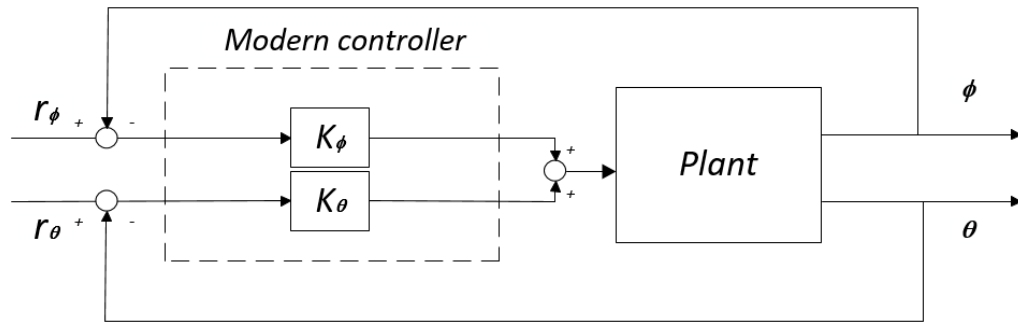 Modern controller
rϕ + -
Kϕ
+
ϕ
Plant
Kθ
+
rθ + -
θ